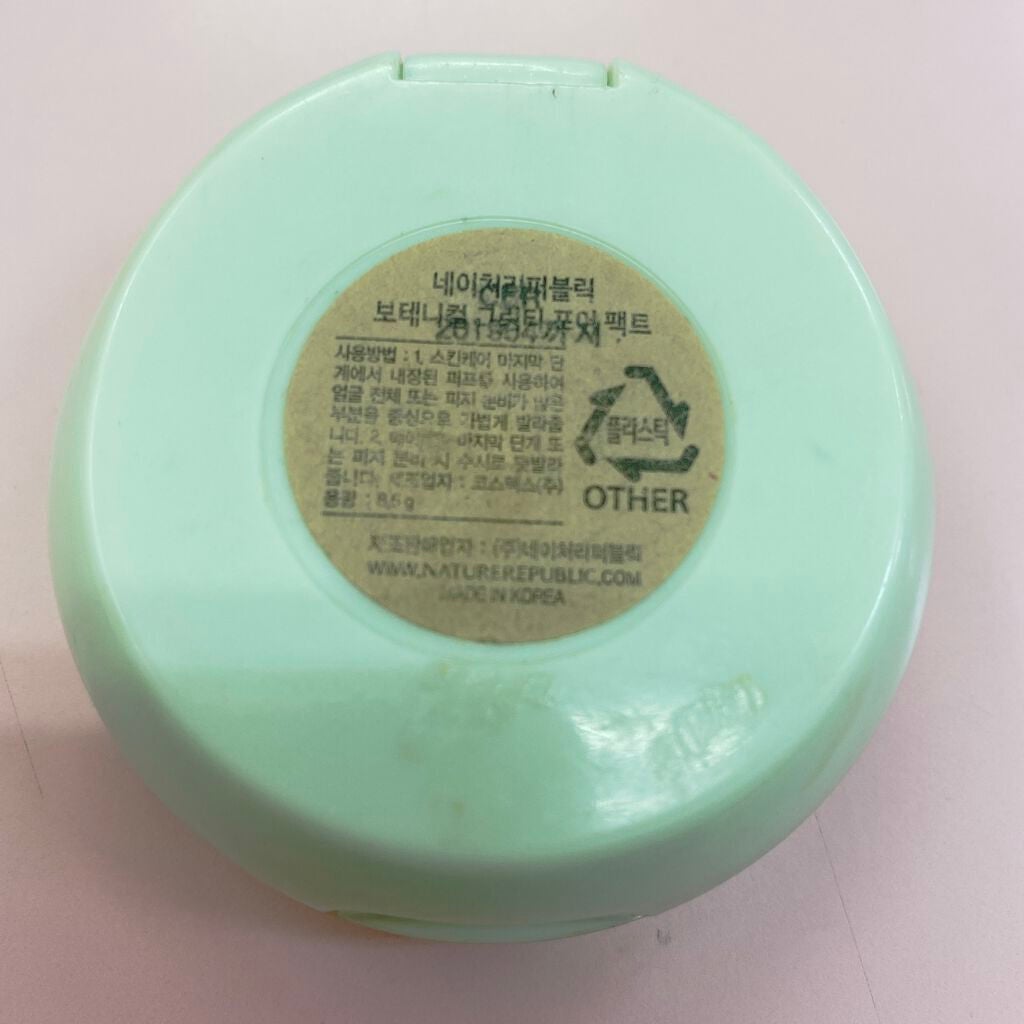 네이처리퍼블릭
보태니컬 그린티 포어 팩트
까지
사용방법 : 1. 스킨케어 마지막 단
계에서 내장된 퍼프를 사용하여
얼굴 전체 또는 피지 분비가 많은
부분을 중심으로 가볍게 발라줍
니다. 2. 마지막 단계 또
는 피지 분비 시 수시로 덧발라
줍니다. 제조업자 : 코스맥스(주)
용량 : 8.5g
플라스틱
OTHER
제조판매업자 : (주)네이처리퍼블릭
WWW.NATUREREPUBLIC.COM
MADE IN KOREA